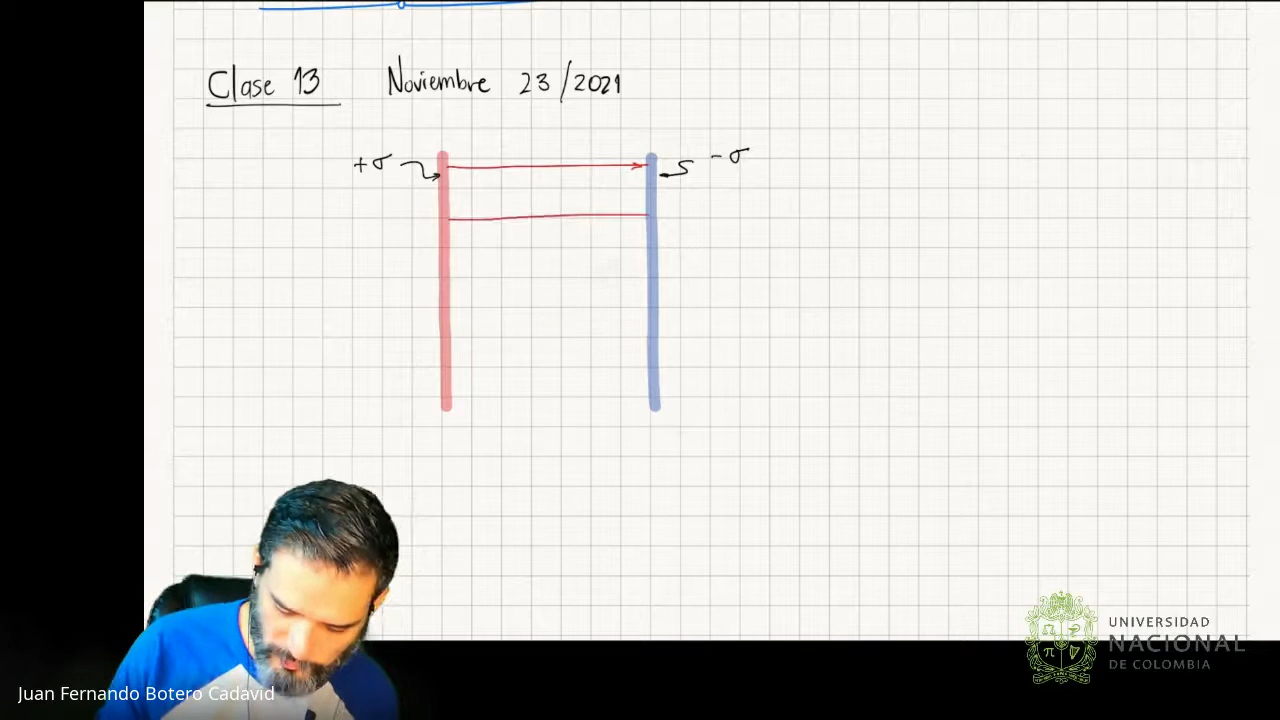 Clase 13 Noviembre 23/2021
+σ -σ
UNIVERSIDAD
NACIONAL
DE COLOMBIA
Juan Fernando Botero Cadavid